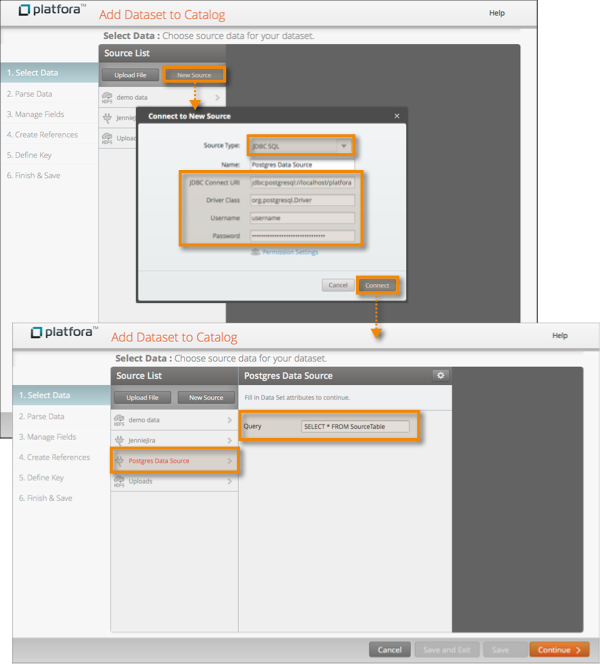 platfora™
Add Dataset to Catalog
Help
Select Data : Choose source data for your dataset.
Source List
1. Select Data
Upload File
New Source
2. Parse Data
HDFS
demo data
3. Manage Fields
JennieJ
4. Create References
HDFS
Upload
5. Define Key
6. Finish & Save
Connect to New Source
×
Source Type:
JDBC SQL
Name:
Postgres Data Source
JDBC Connect URI
jdbc:postgresql://localhost/platfora
Driver Class
org.postgresql.Driver
Username
username
Password
Permission Settings
Cancel
Connect
platfora™
Add Dataset to Catalog
Help
Select Data : Choose source data for your dataset.
Source List
Postgres Data Source
1. Select Data
Upload File
New Source
Fill in Data Set attributes to continue.
2. Parse Data
HDFS
demo data
Query
SELECT * FROM SourceTable
3. Manage Fields
JennieJira
4. Create References
Postgres Data Source
5. Define Key
HDFS
Uploads
6. Finish & Save
Cancel
Save and Exit
Save
Continue